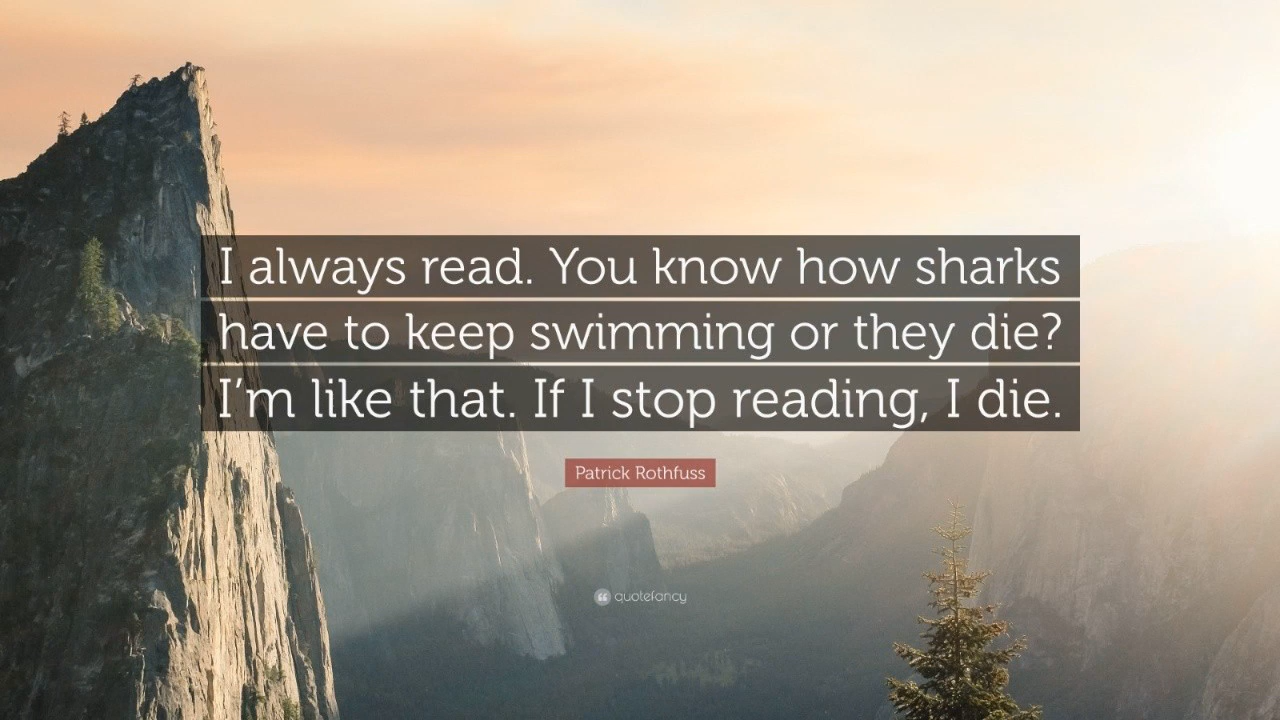 I always read. You know how sharks
have to keep swimming or they die?
I’m like that. If I stop reading, I die.
Patrick Rothfuss
quotefancy